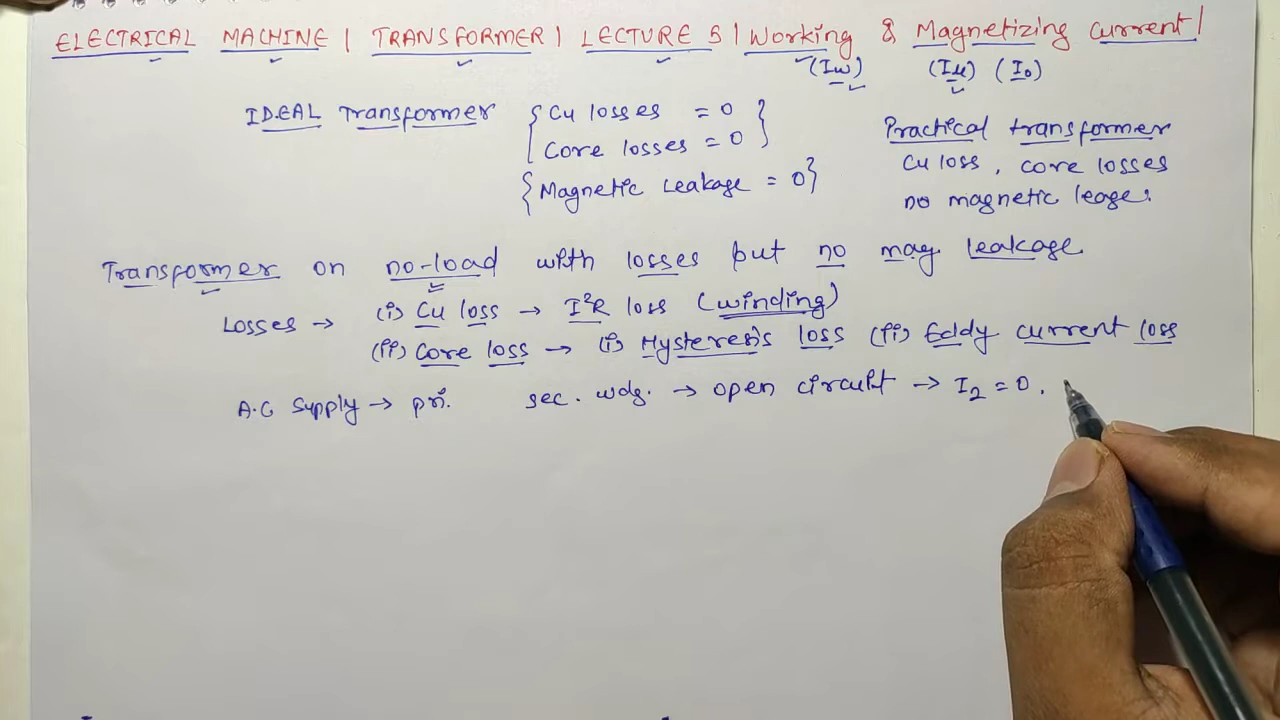 ELECTRICAL MACHINE | TRANSFORMER | LECTURE 5 | Working & Magnetizing Current |
(Iw) (Iμ) (I0)
IDEAL Transformer { Cu losses = 0
Core losses = 0 }
{ Magnetic Leakage = 0 }
Practical transformer
Cu loss, core losses
no magnetic leage.
Transformer on no-load with losses but no mag leakage
Losses → (i) Cu loss → I²R loss (winding)
(ii) Core loss → (i) Hysteresis loss (ii) Eddy current loss
A.C supply → pri. sec. wdg. → open circuit → I2 = 0.